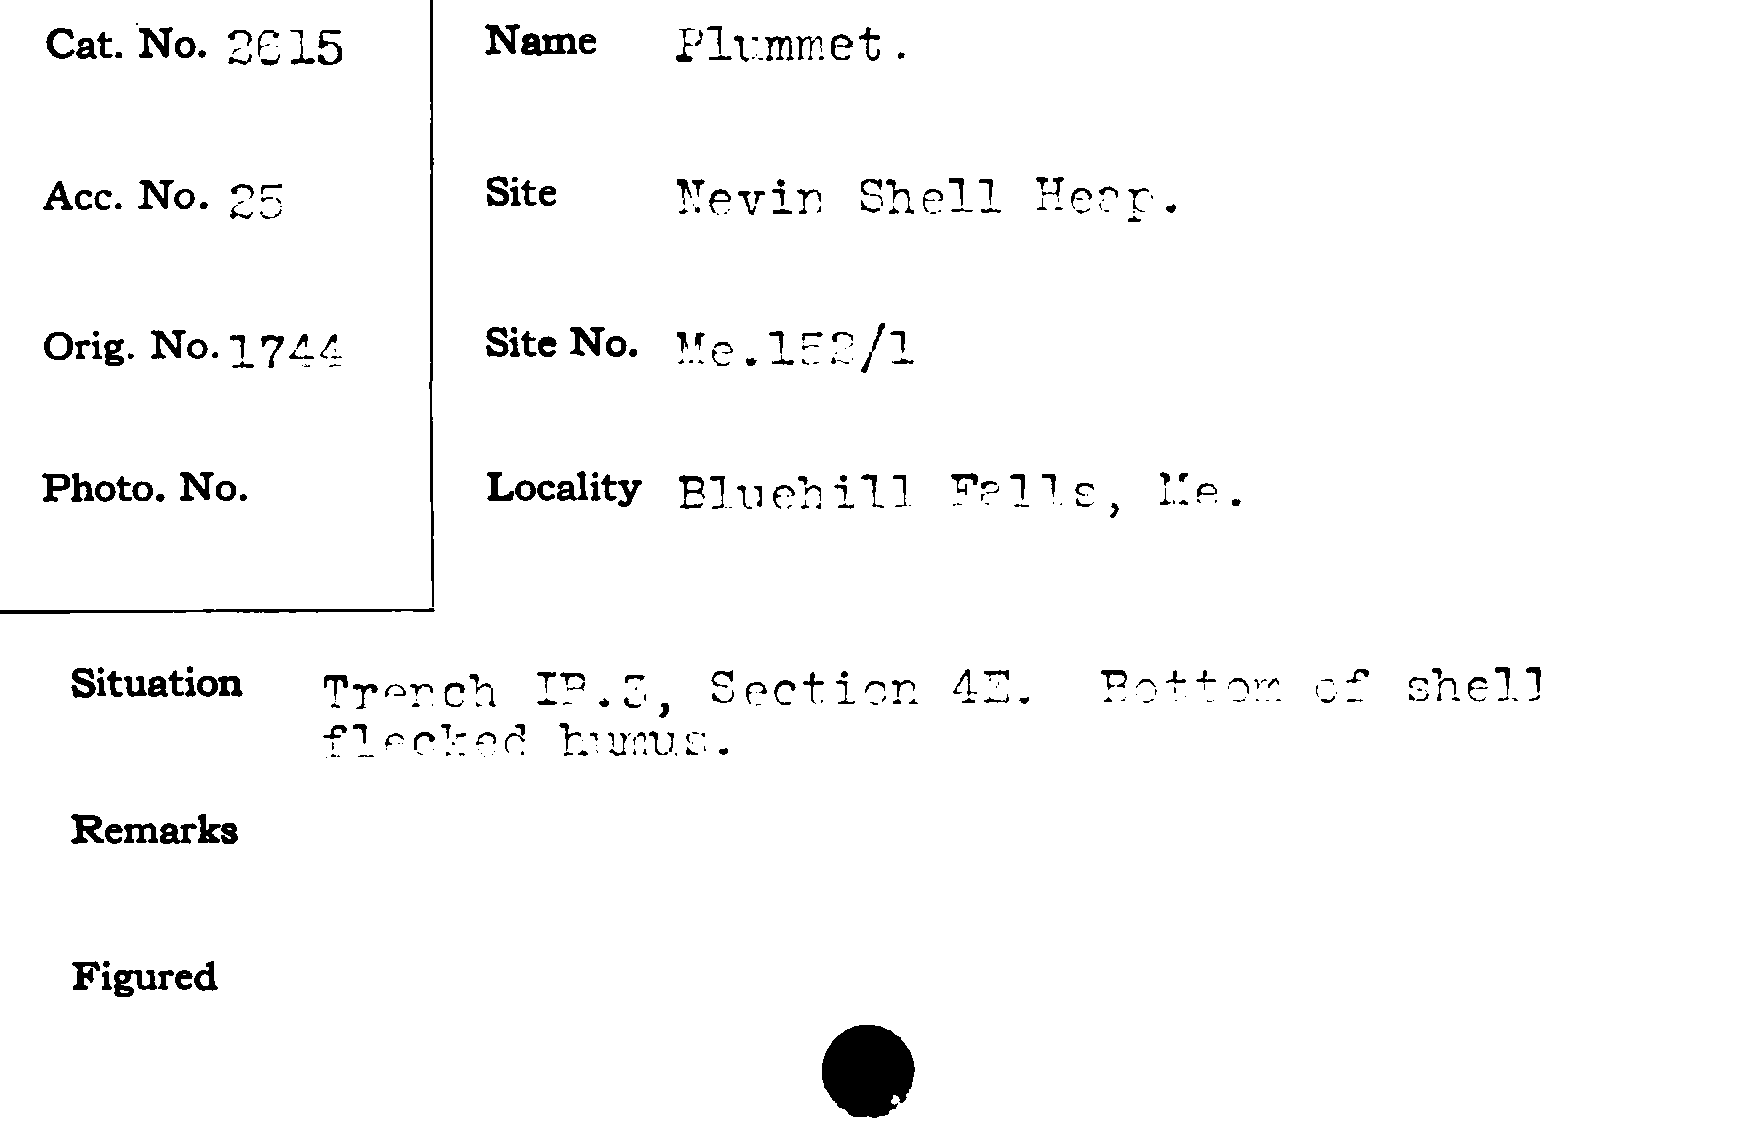 Cat. No. 2615
Name Plummet.
Acc. No. 25
Site Nevin Shell Heap.
Orig. No. 1744
Site No. Me.152/1
Photo. No.
Locality Bluehill Falls, Me.
Situation Trench IB.3, Section 4E. Bottom of shell
flecked humus.
Remarks
Figured